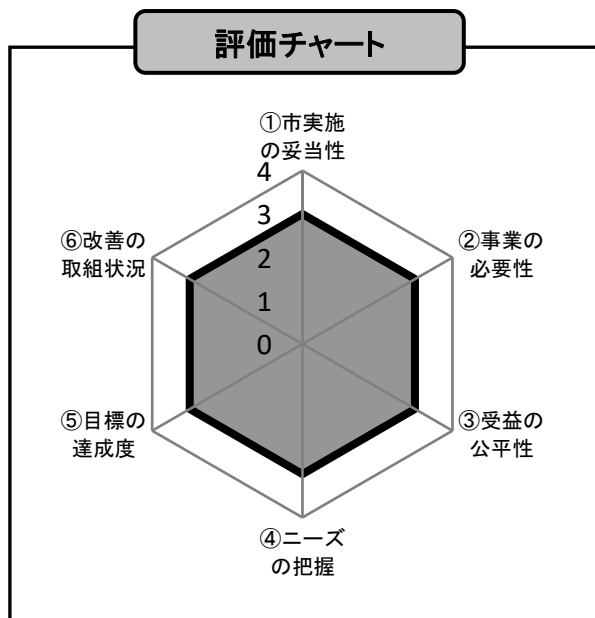 評価チャート
①市実施
の妥当性
4
3
2
1
0
②事業の
必要性
③受益の
公平性
④ニーズ
の把握
⑤目標の
達成度
⑥改善の
取組状況